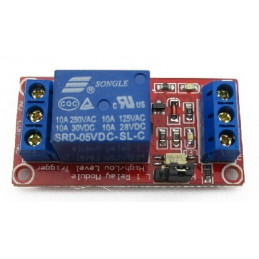 SONGLE
CQC
10A 250VAC 10A 125VAC
10A 30VDC 10A 28VDC
SRD-05VDC-SL-C
1 Relay Module
High/Low Level Trigger